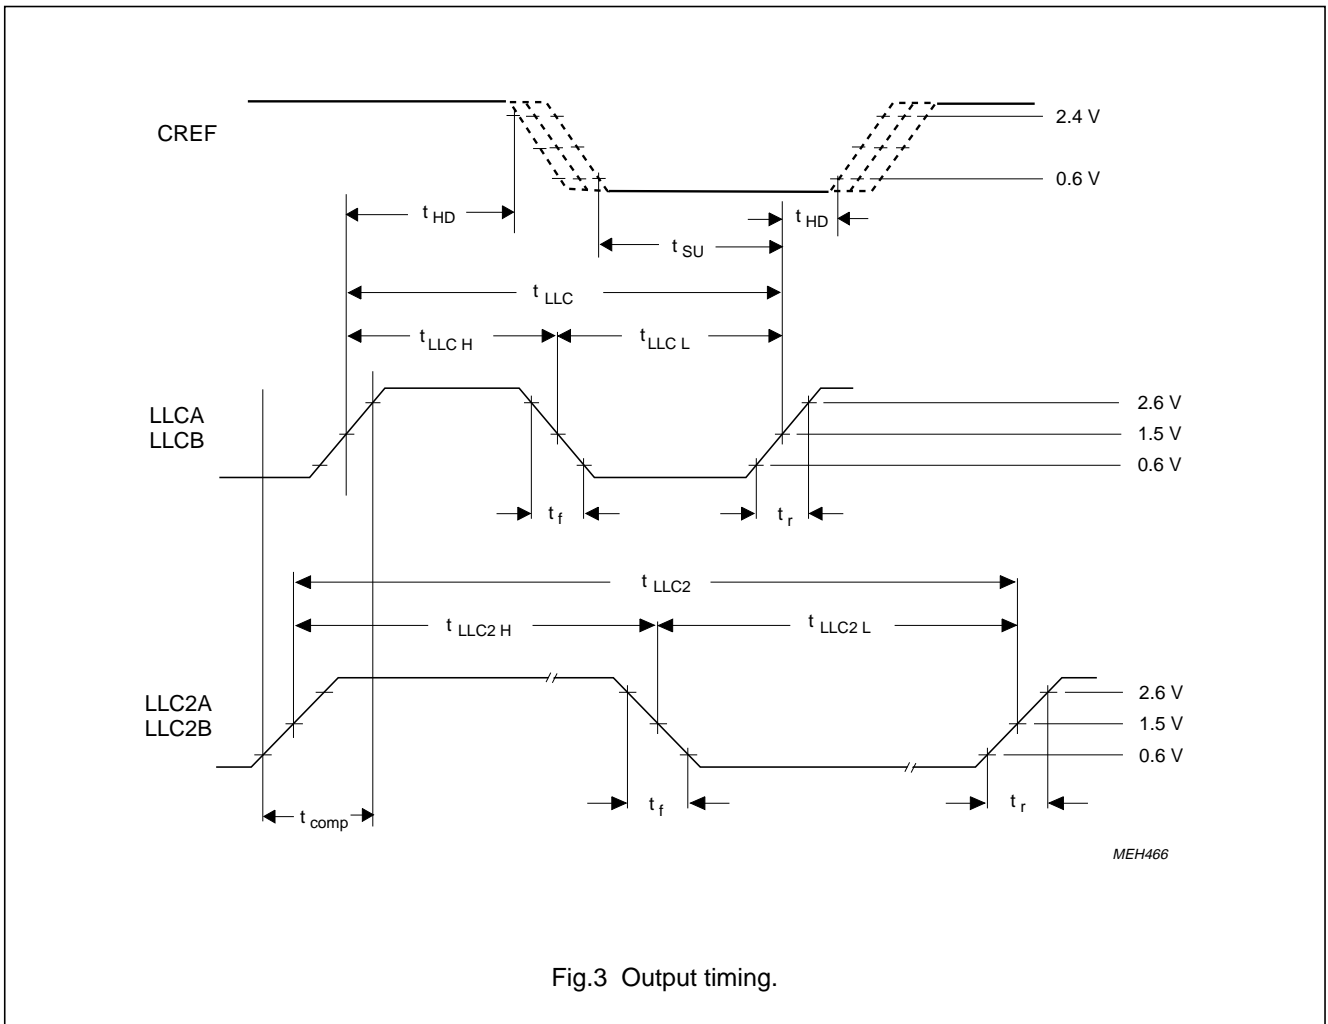 CREF
2.4 V
0.6 V
t HD
t HD
t SU
t LLC
t LLC H
t LLC L
LLCA
LLCB
2.6 V
1.5 V
0.6 V
t f
t r
t LLC2
t LLC2 H
t LLC2 L
LLC2A
LLC2B
2.6 V
1.5 V
0.6 V
t f
t r
t comp
MEH466
Fig.3 Output timing.